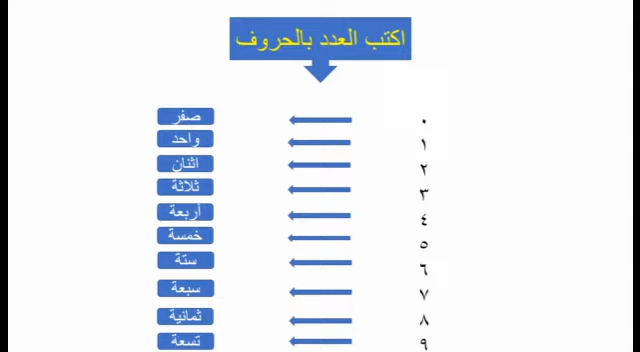 اكتب العدد بالحروف
٠ صفر
١ واحد
٢ اثنان
٣ ثلاثة
٤ أربعة
٥ خمسة
٦ ستة
٧ سبعة
٨ ثمانية
٩ تسعة